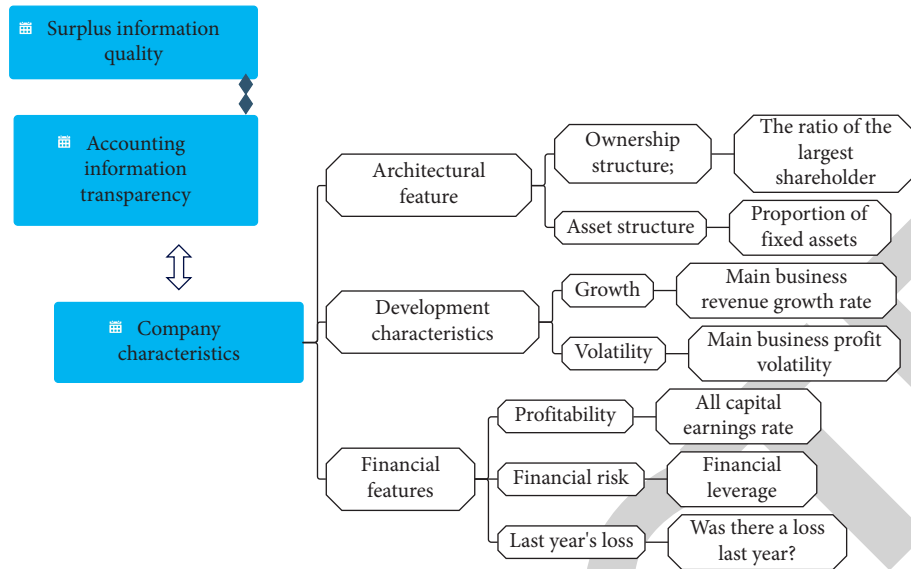 Surplus information
quality
Accounting
information
transparency
Company
characteristics
Architectural
feature
Ownership
structure;
The ratio of the
largest
shareholder
Asset structure
Proportion of
fixed assets
Development
characteristics
Growth
Main business
revenue growth rate
Volatility
Main business profit
volatility
Financial
features
Profitability
All capital
earnings rate
Financial risk
Financial
leverage
Last year's loss
Was there a loss
last year?